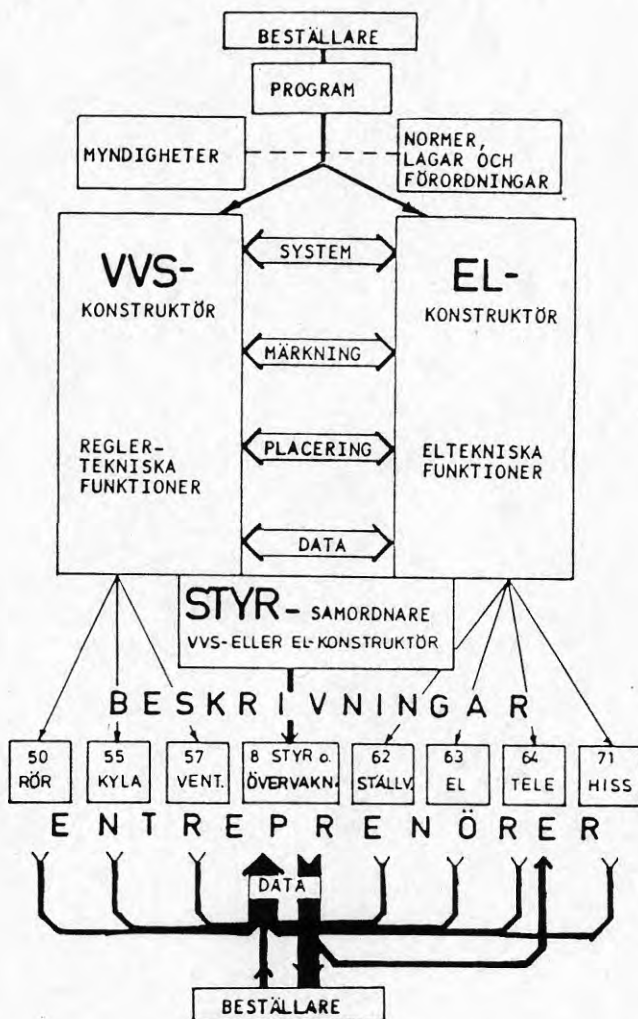 BESTÄLLARE
PROGRAM
MYNDIGHETER
NORMER,
LAGAR OCH
FÖRORDNINGAR
VVS-
KONSTRUKTÖR
REGLER-
TEKNISKA
FUNKTIONER
SYSTEM
MÄRKNING
PLACERING
DATA
EL-
KONSTRUKTÖR
ELTEKNISKA
FUNKTIONER
STYR- SAMORDNARE
VVS- ELLER EL-KONSTRUKTÖR
BESKRIVNINGAR
50
RÖR
55
KYLA
57
VENT.
8 STYR o.
ÖVERVAKN.
62
STÄLLV.
63
EL
64
TELE
71
HISS
ENTREPRENÖRER
DATA
BESTÄLLARE